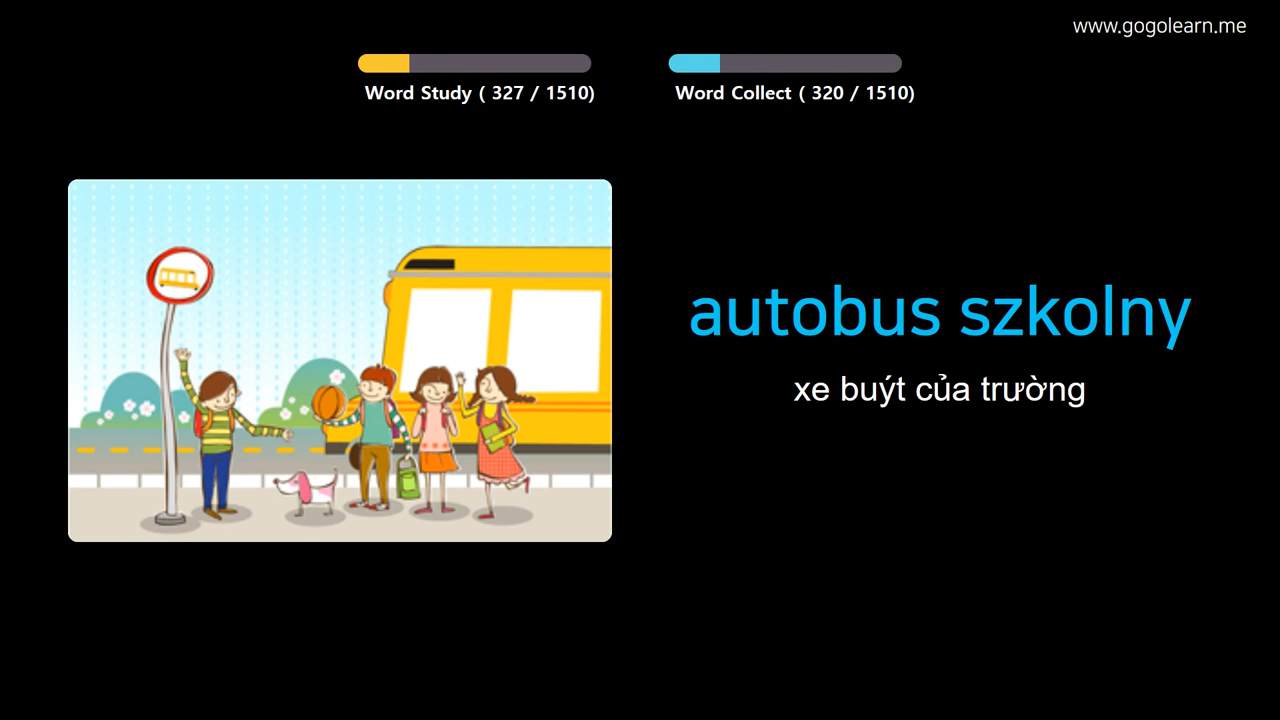 www.gogolearn.me
Word Study ( 327 / 1510)
Word Collect ( 320 / 1510)
autobus szkolny
xe buýt của trường